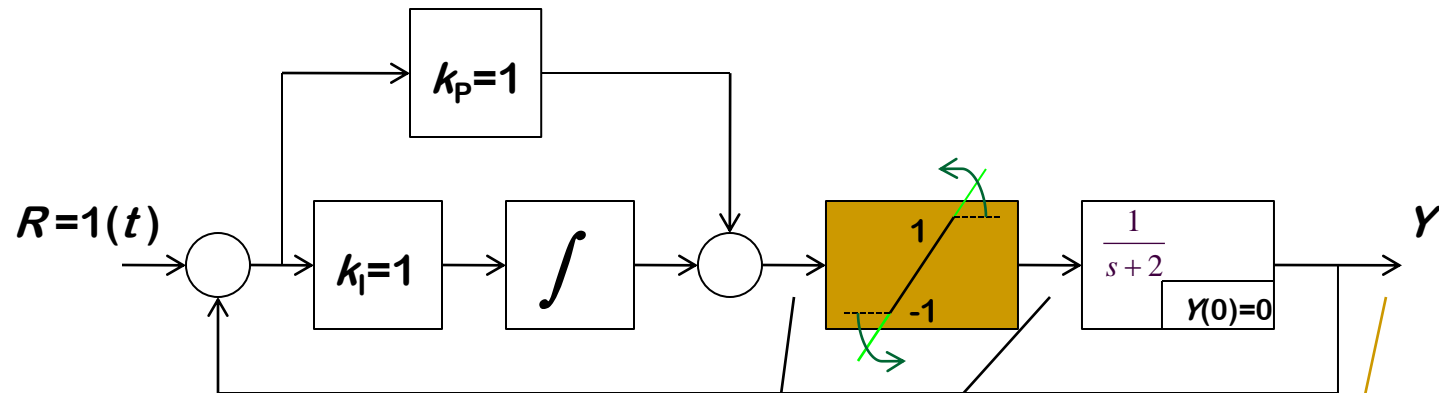 kP=1
R=1(t)
kI=1
∫
1
-1
1
s+2
Y(0)=0
Y